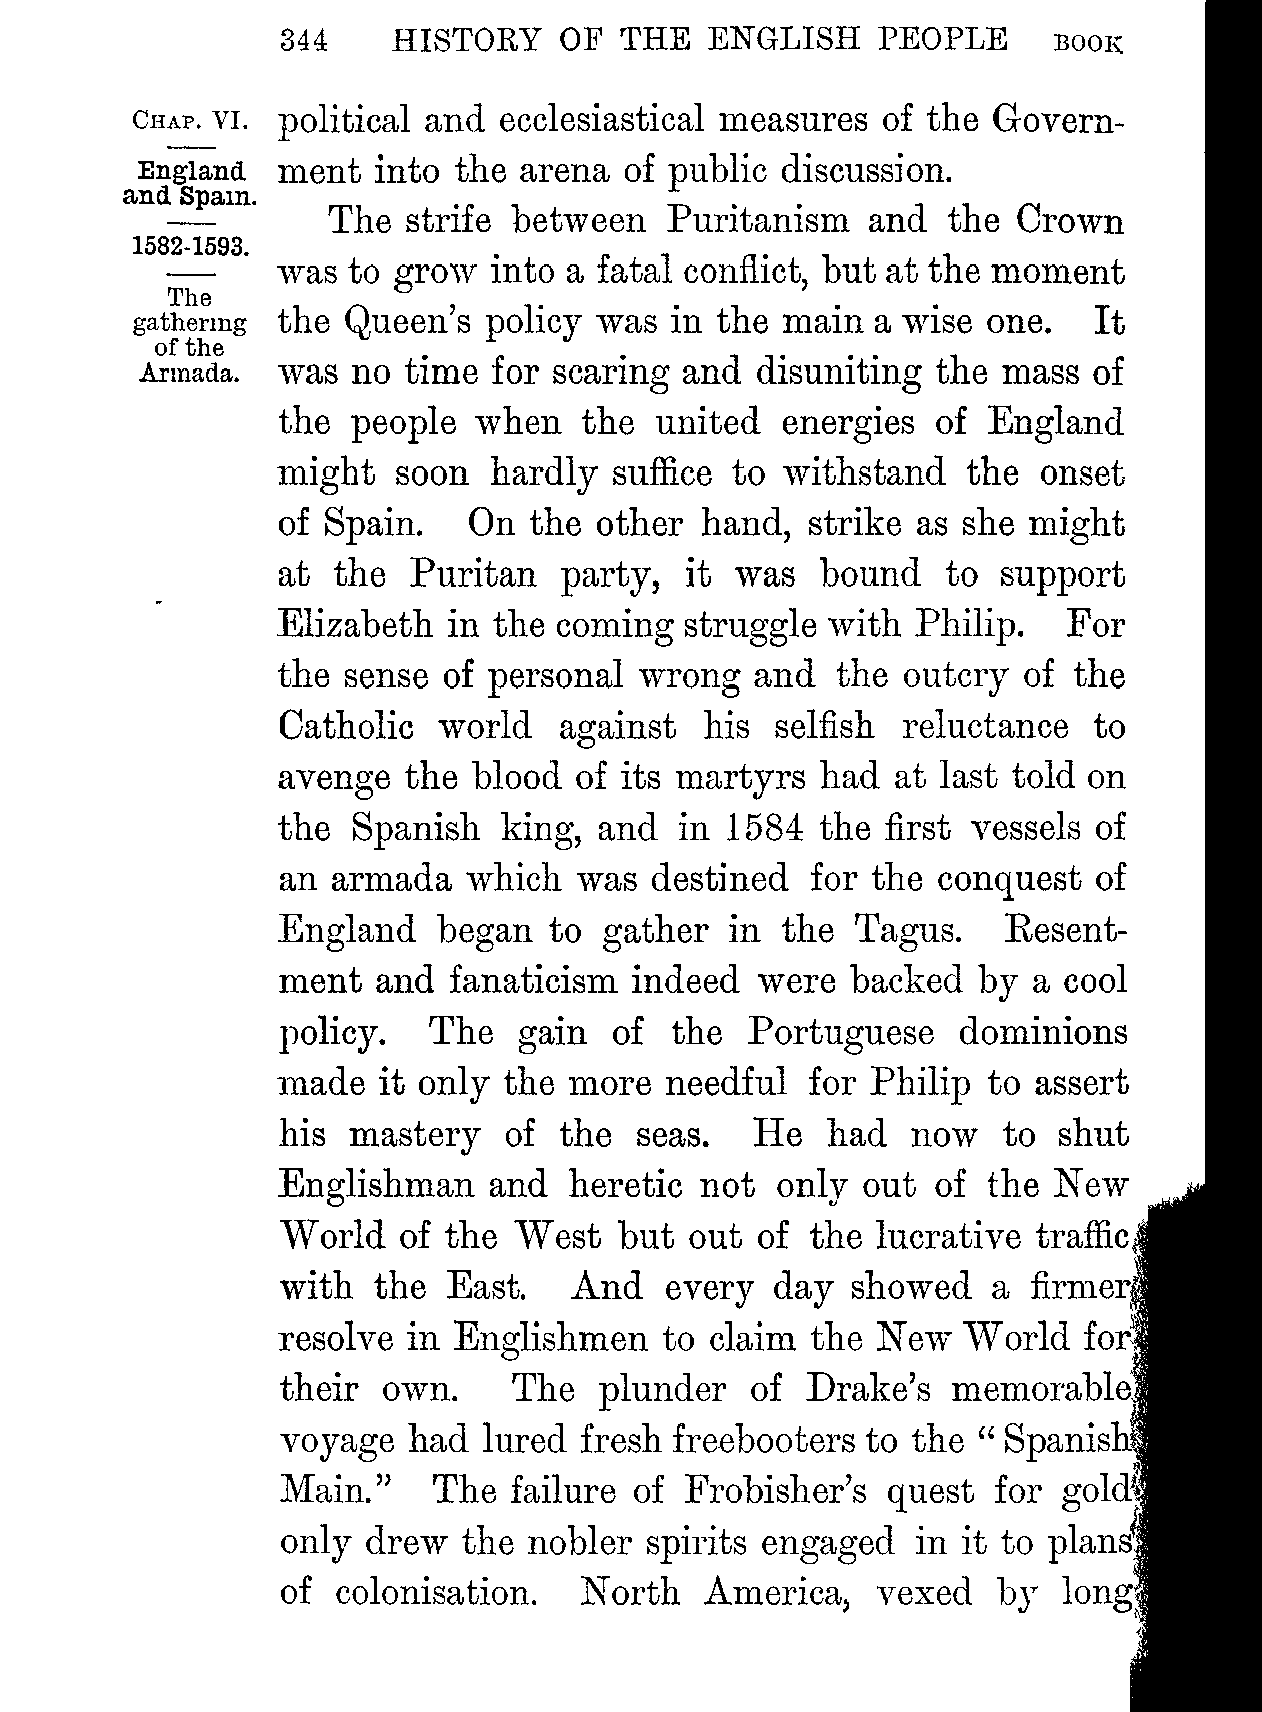 344 HISTORY OF THE ENGLISH PEOPLE BOOK
CHAP. VI.
England
and Spain.
1582-1593.
The
gathering
of the
Armada.
political and ecclesiastical measures of the Govern-
ment into the arena of public discussion.
The strife between Puritanism and the Crown
was to grow into a fatal conflict, but at the moment
the Queen's policy was in the main a wise one. It
was no time for scaring and disuniting the mass of
the people when the united energies of England
might soon hardly suffice to withstand the onset
of Spain. On the other hand, strike as she might
at the Puritan party, it was bound to support
Elizabeth in the coming struggle with Philip. For
the sense of personal wrong and the outcry of the
Catholic world against his selfish reluctance to
avenge the blood of its martyrs had at last told on
the Spanish king, and in 1584 the first vessels of
an armada which was destined for the conquest of
England began to gather in the Tagus. Resent-
ment and fanaticism indeed were backed by a cool
policy. The gain of the Portuguese dominions
made it only the more needful for Philip to assert
his mastery of the seas. He had now to shut
Englishman and heretic not only out of the New
World of the West but out of the lucrative traffic
with the East. And every day showed a firmer
resolve in Englishmen to claim the New World for
their own. The plunder of Drake's memorable
voyage had lured fresh freebooters to the "Spanish
Main." The failure of Frobisher's quest for gold
only drew the nobler spirits engaged in it to plans
of colonisation. North America, vexed by long